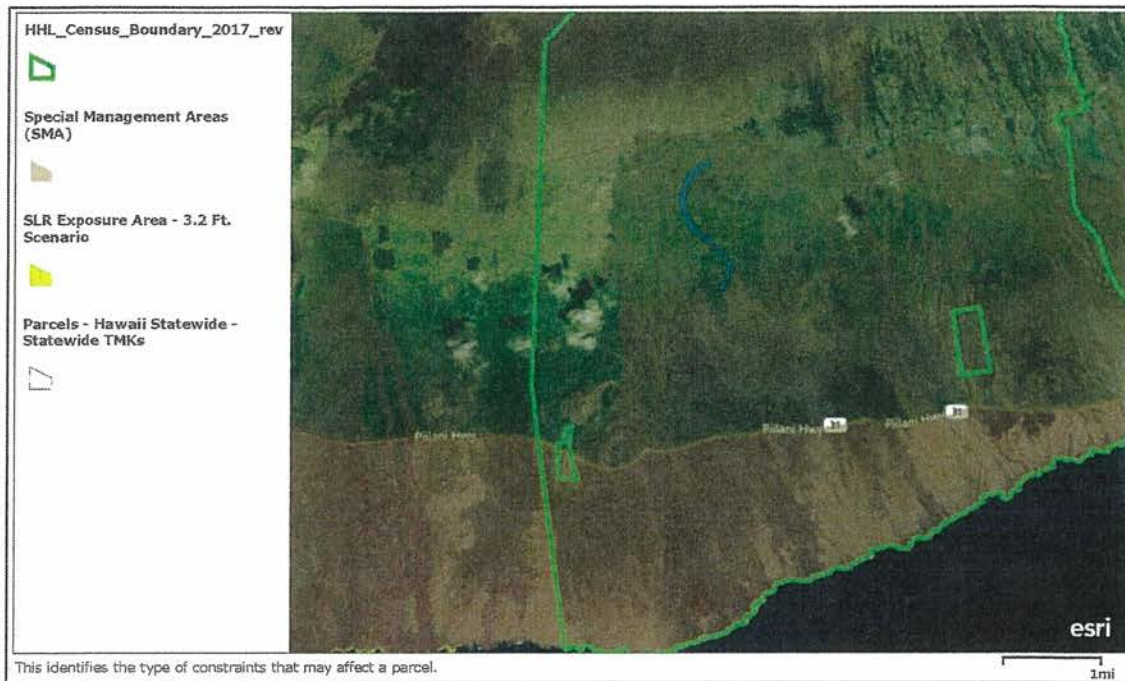 HHL_Census_Boundary_2017_rev
Special Management Areas
(SMA)
SLR Exposure Area - 3.2 Ft.
Scenario
Parcels - Hawaii Statewide -
Statewide TMKs
Piilani Hwy
Piilani Hwy
31
Piilani Hwy
31
esri
This identifies the type of constraints that may affect a parcel.
1mi